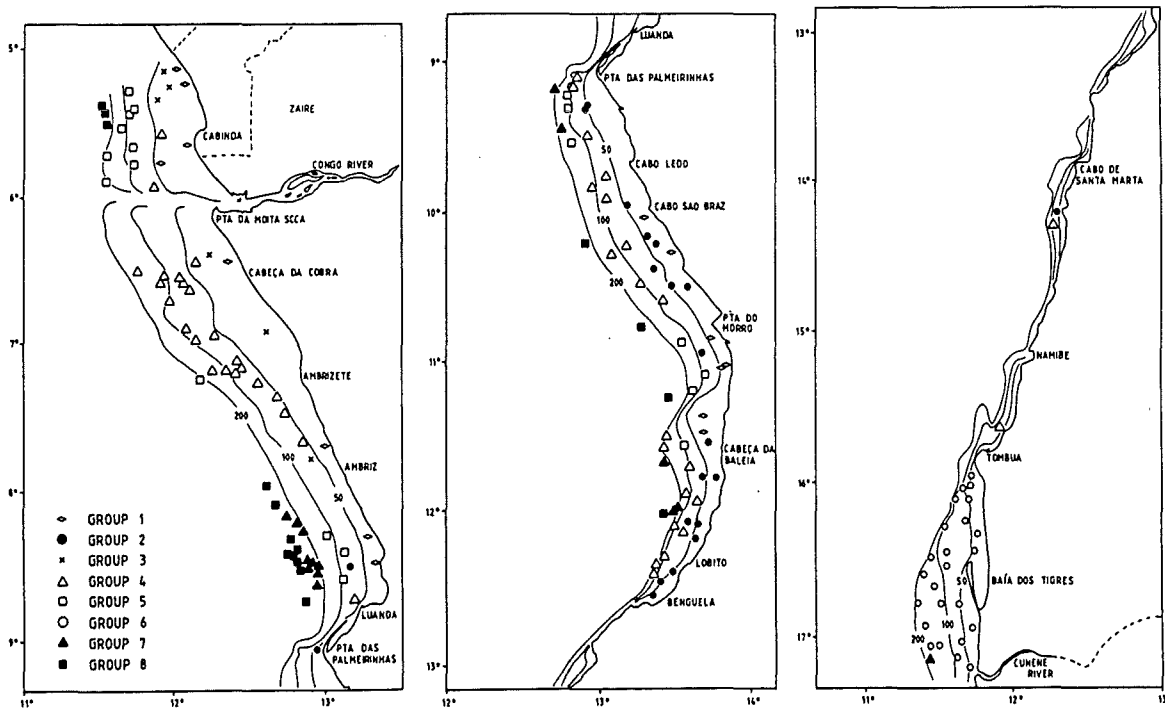 5°
6°
7°
8°
9°
11°
12°
13°
ZAIRE
CABINDA
CONGO RIVER
PTA DA MOITA SECA
CABEÇA DA COBRA
AMBRIZETE
AMBRIZ
LUANDA
PTA DAS
PALMEIRINHAS
200
100
50
GROUP 1
GROUP 2
GROUP 3
GROUP 4
GROUP 5
GROUP 6
GROUP 7
GROUP 8
9°
10°
11°
12°
13°
13°
14°
LUANDA
PTA DAS PALMEIRINHAS
50
CABO LEDO
CABO SAO BRAZ
100
200
PTA DO
MORRO
CABEÇA DA
BALEIA
LOBITO
BENGUELA
13°
14°
15°
16°
17°
11°
12°
CABO DE
SANTA MARTA
NAMIBE
TOMBUA
BAÍA DOS TIGRES
50
100
200
CUNENE
RIVER